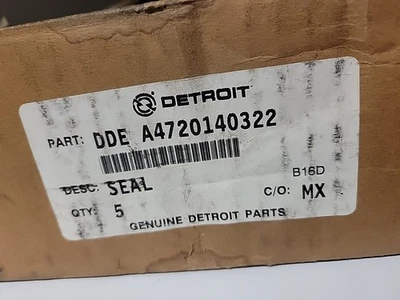 DETROIT
PART: DDE A4720140322
B16D
DESC: SEAL
C/O: MX
QTY: 5
GENUINE DETROIT PARTS